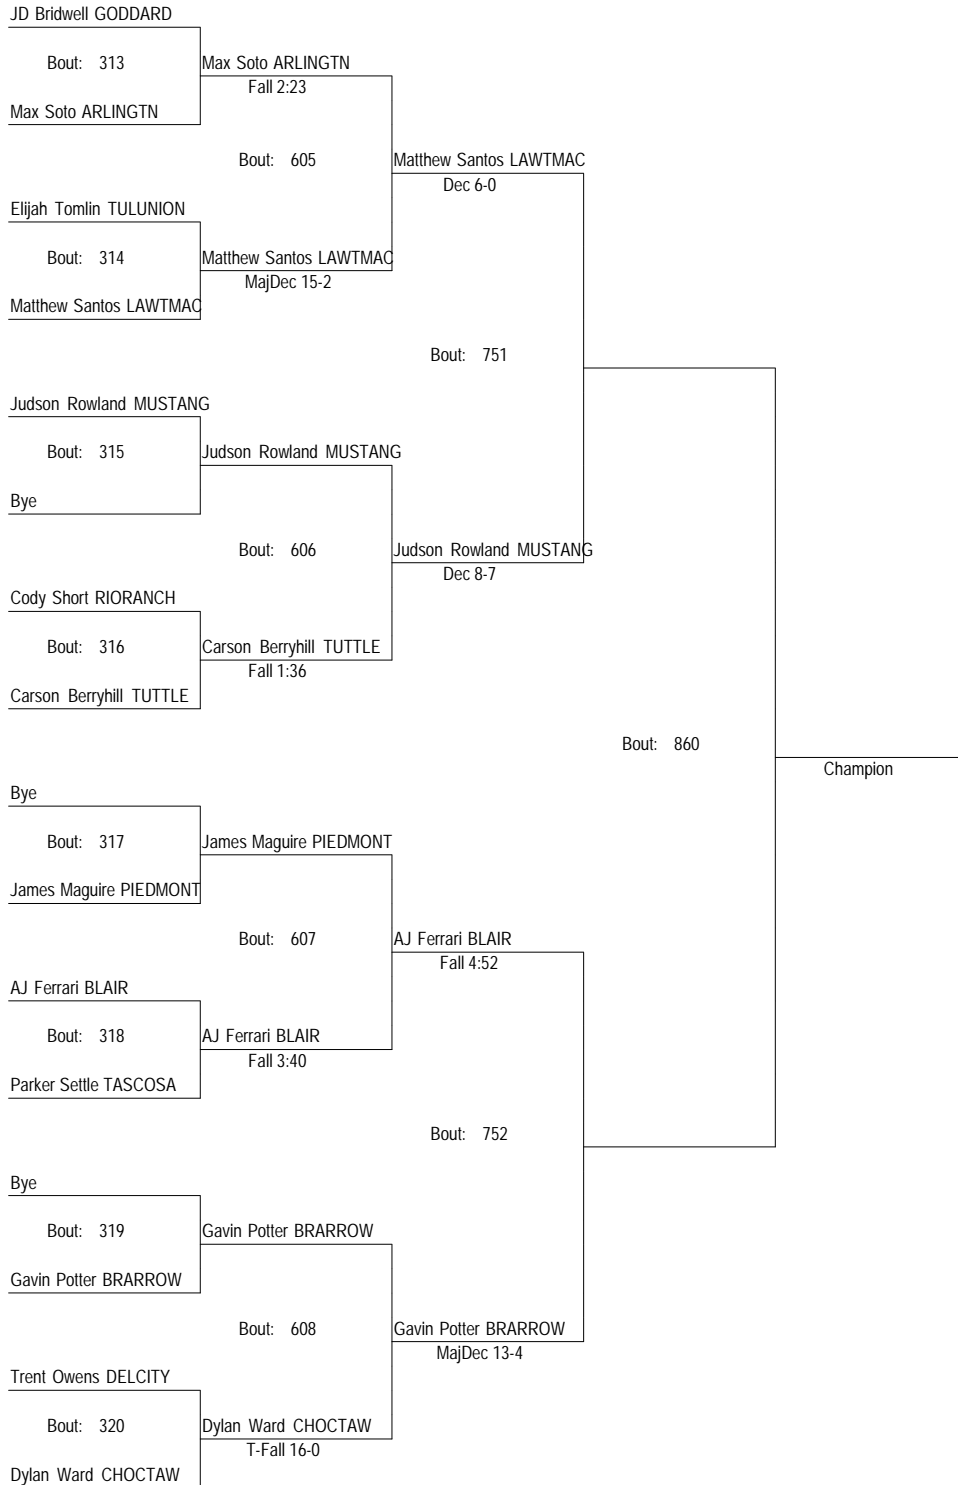 JD Bridwell GODDARD
Bout: 313
Max Soto ARLINGTN
Fall 2:23
Max Soto ARLINGTN
Bout: 605
Matthew Santos LAWTMAC
Dec 6-0
Elijah Tomlin TULUNION
Bout: 314
Matthew Santos LAWTMAC
MajDec 15-2
Matthew Santos LAWTMAC
Bout: 751
Judson Rowland MUSTANG
Bout: 315
Judson Rowland MUSTANG
Bye
Bout: 606
Judson Rowland MUSTANG
Dec 8-7
Cody Short RIORANCH
Bout: 316
Carson Berryhill TUTTLE
Fall 1:36
Carson Berryhill TUTTLE
Bout: 860
Champion
Bye
Bout: 317
James Maguire PIEDMONT
James Maguire PIEDMONT
Bout: 607
AJ Ferrari BLAIR
Fall 4:52
AJ Ferrari BLAIR
Bout: 318
AJ Ferrari BLAIR
Fall 3:40
Parker Settle TASCOSA
Bout: 752
Bye
Bout: 319
Gavin Potter BRARROW
Gavin Potter BRARROW
Bout: 608
Gavin Potter BRARROW
MajDec 13-4
Trent Owens DELCITY
Bout: 320
Dylan Ward CHOCTAW
T-Fall 16-0
Dylan Ward CHOCTAW